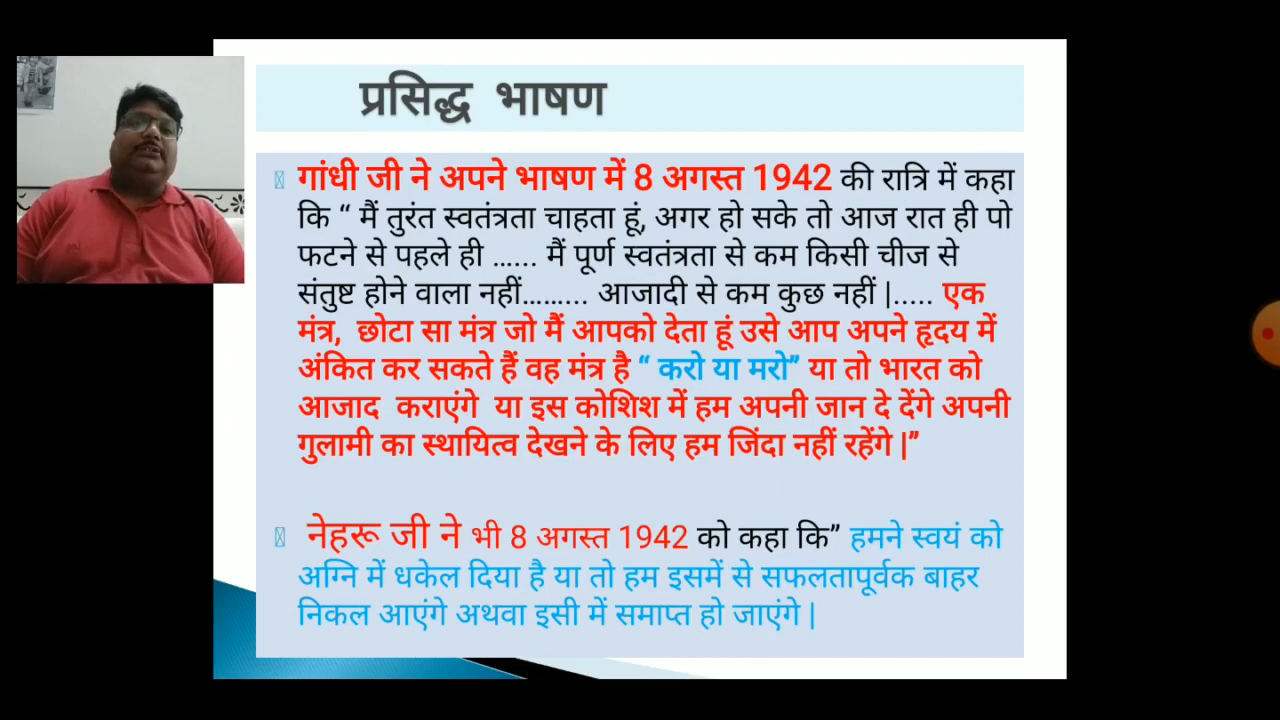 प्रसिद्ध भाषण
गांधी जी ने अपने भाषण में 8 अगस्त 1942 की रात्रि में कहा
कि “ मैं तुरंत स्वतंत्रता चाहता हूं, अगर हो सके तो आज रात ही पो
फटने से पहले ही …... मैं पूर्ण स्वतंत्रता से कम किसी चीज से
संतुष्ट होने वाला नहीं……... आजादी से कम कुछ नहीं |..... एक
मंत्र, छोटा सा मंत्र जो मैं आपको देता हूं उसे आप अपने हृदय में
अंकित कर सकते हैं वह मंत्र है “ करो या मरो” या तो भारत को
आजाद कराएंगे या इस कोशिश में हम अपनी जान दे देंगे अपनी
गुलामी का स्थायित्व देखने के लिए हम जिंदा नहीं रहेंगे |”
नेहरू जी ने भी 8 अगस्त 1942 को कहा कि” हमने स्वयं को
अग्नि में धकेल दिया है या तो हम इसमें से सफलतापूर्वक बाहर
निकल आएंगे अथवा इसी में समाप्त हो जाएंगे |